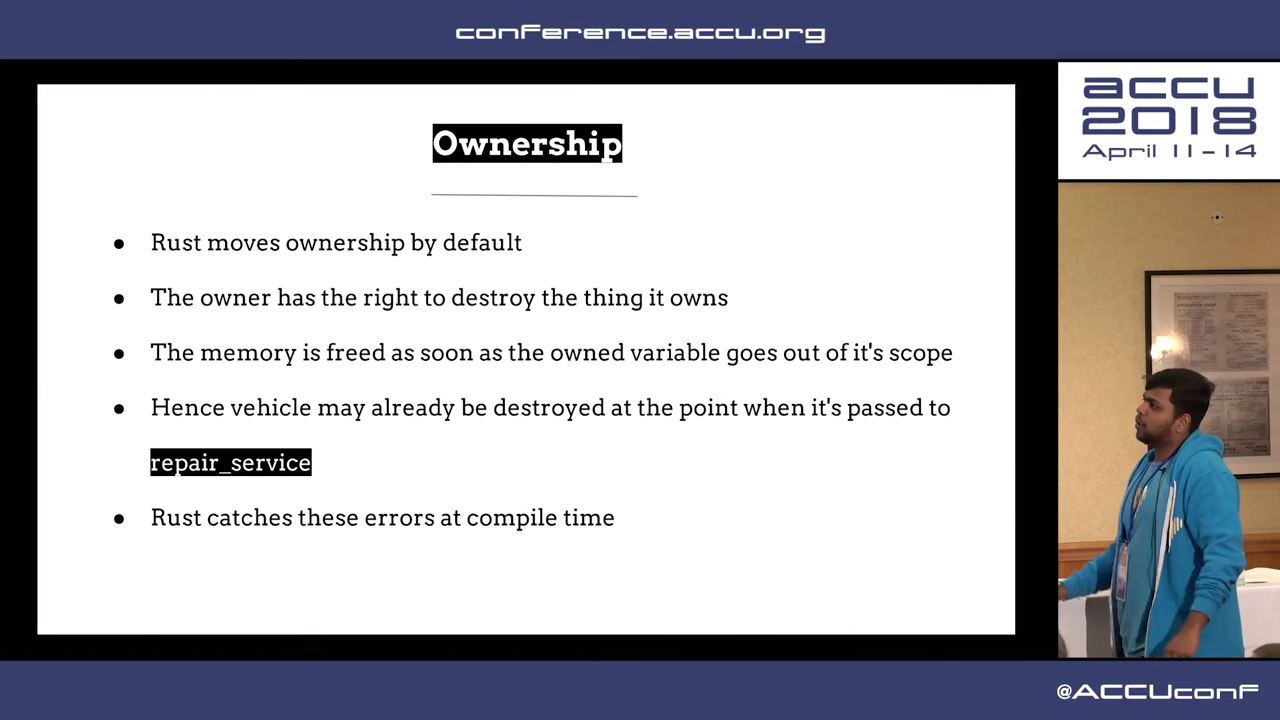 conference.accu.org
accu
2018
April 11-14
Ownership
● Rust moves ownership by default
● The owner has the right to destroy the thing it owns
● The memory is freed as soon as the owned variable goes out of it's scope
● Hence vehicle may already be destroyed at the point when it's passed to
repair_service
● Rust catches these errors at compile time
@ACCUconf